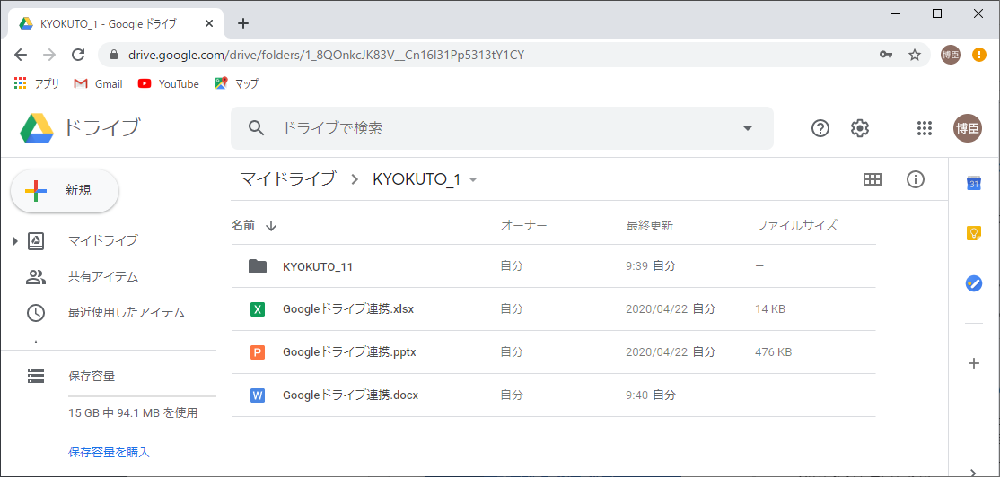 KYOKUTO_1 - Google ドライブ
drive.google.com/drive/folders/1_8QOnkcJK83V__Cn16I31Pp5313tY1CY
博臣
アプリ Gmail YouTube マップ
ドライブ
ドライブで検索
博臣
新規
マイドライブ > KYOKUTO_1
31
名前 オーナー 最終更新 ファイルサイズ
マイドライブ
共有アイテム
最近使用したアイテム
KYOKUTO_11 自分 9:39 自分 —
X Googleドライブ連携.xlsx 自分 2020/04/22 自分 14 KB
P Googleドライブ連携.pptx 自分 2020/04/22 自分 476 KB
W Googleドライブ連携.docx 自分 9:40 自分 —
保存容量
15 GB 中 94.1 MB を使用
保存容量を購入